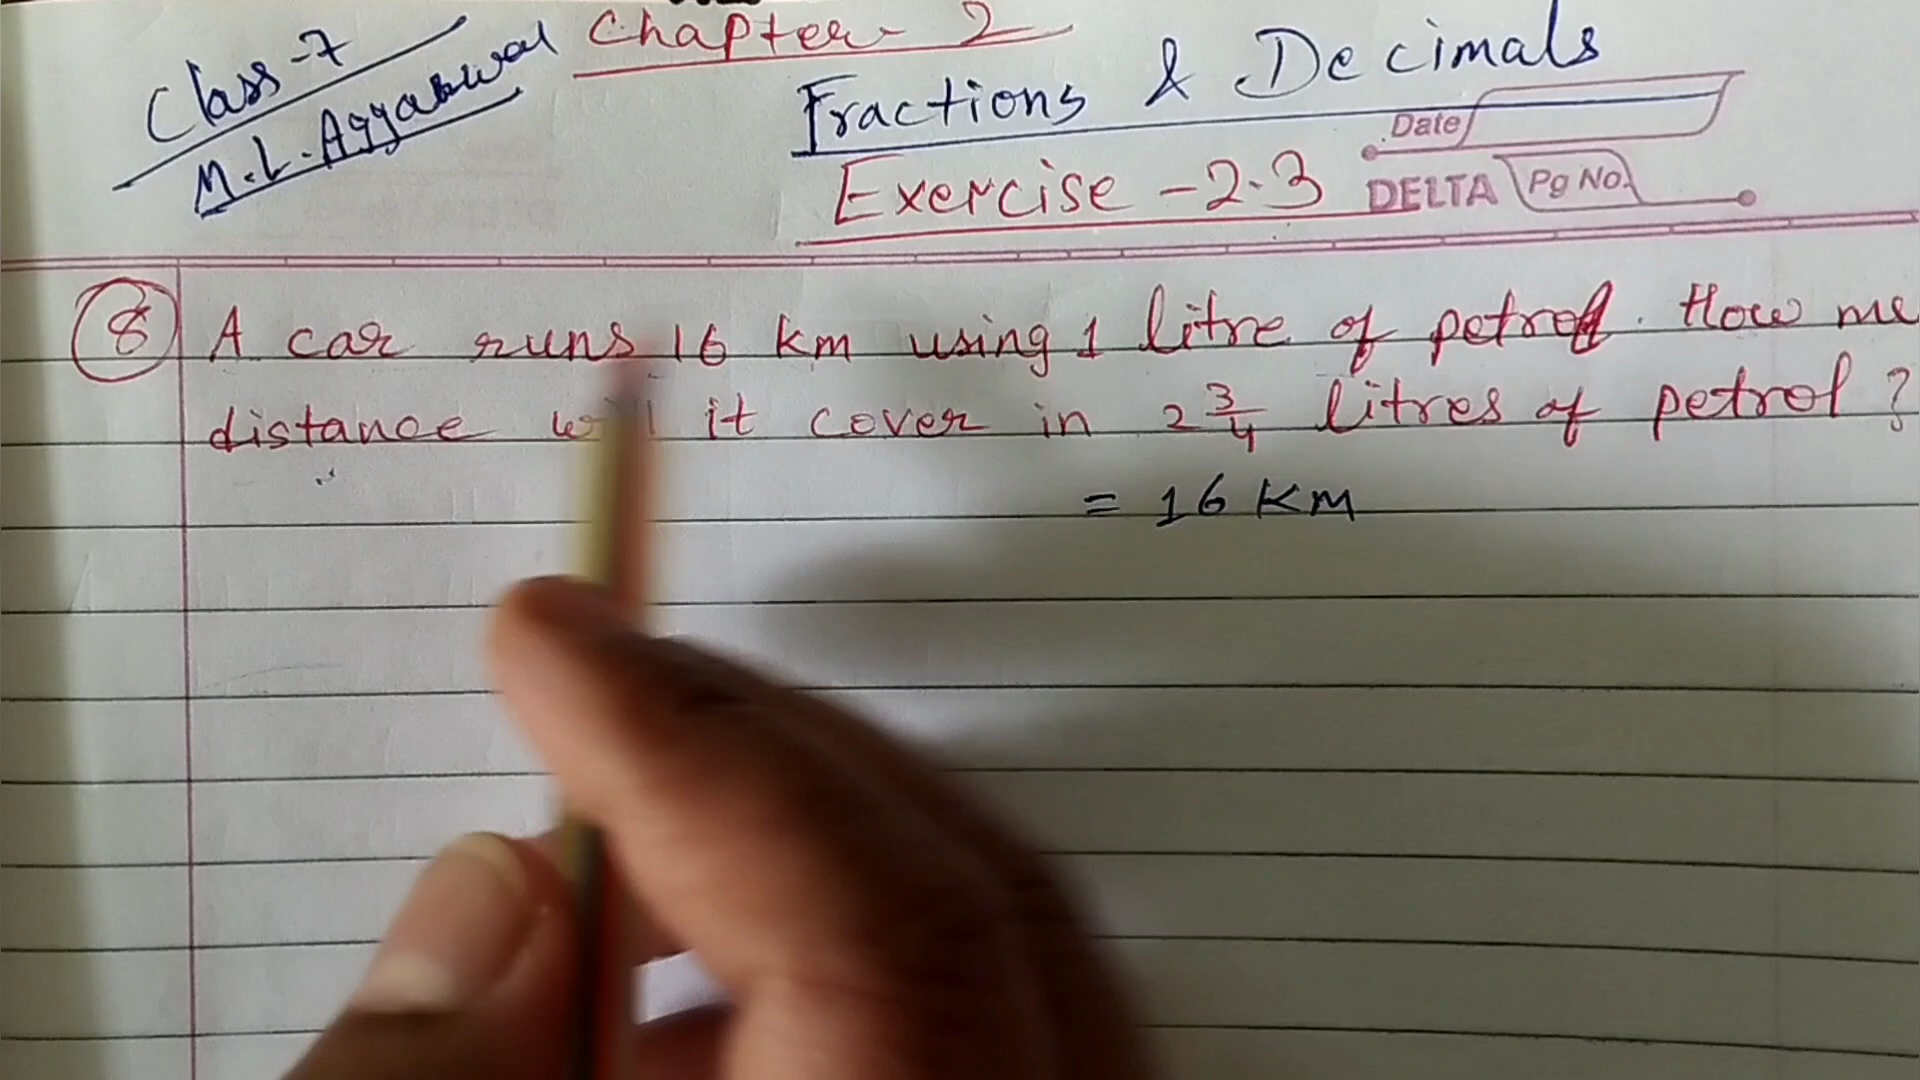 Class-7
M.L. Aggarwal
Chapter 2
Fractions & Decimals
Exercise -2.3
Date
DELTA Pg No.
8 A car runs 16 km using 1 litre of petrol. How
distance will it cover in 2 3/4 litres of petrol?
= 16 KM